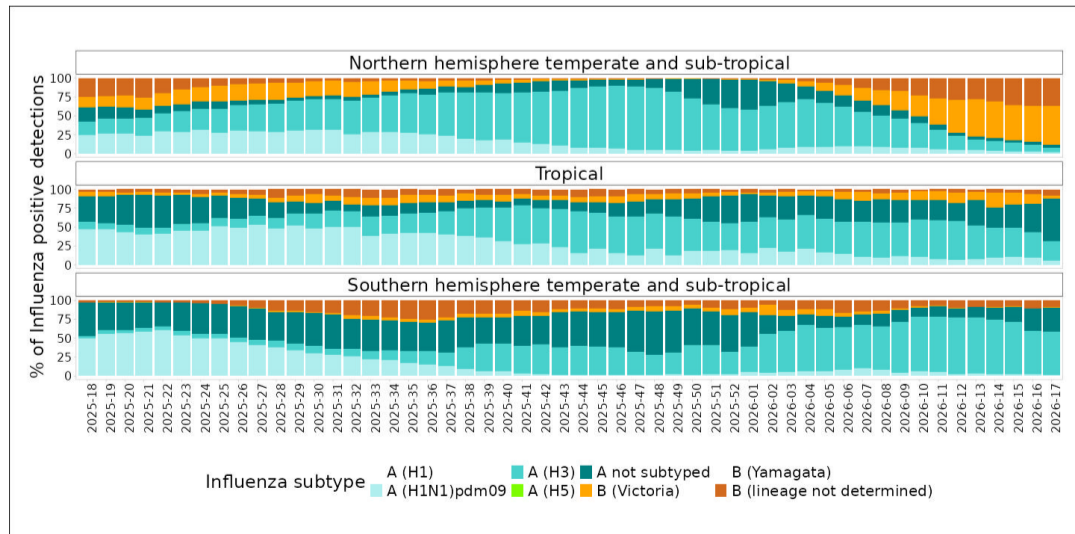 Northern hemisphere temperate and sub-tropical
100
75
50
25
0
Tropical
100
75
50
25
0
Southern hemisphere temperate and sub-tropical
100
75
50
25
0
% of Influenza positive detections
2025-18 2025-19 2025-20 2025-21 2025-22 2025-23 2025-24 2025-25 2025-26 2025-27 2025-28 2025-29 2025-30 2025-31 2025-32 2025-33 2025-34 2025-35 2025-36 2025-37 2025-38 2025-39 2025-40 2025-41 2025-42 2025-43 2025-44 2025-45 2025-46 2025-47 2025-48 2025-49 2025-50 2025-51 2025-52 2026-01 2026-02 2026-03 2026-04 2026-05 2026-06 2026-07 2026-08 2026-09 2026-10 2026-11 2026-12 2026-13 2026-14 2026-15 2026-16 2026-17
Influenza subtype
A (H1) A (H3) A not subtyped B (Yamagata)
A (H1N1)pdm09 A (H5) B (Victoria) B (lineage not determined)